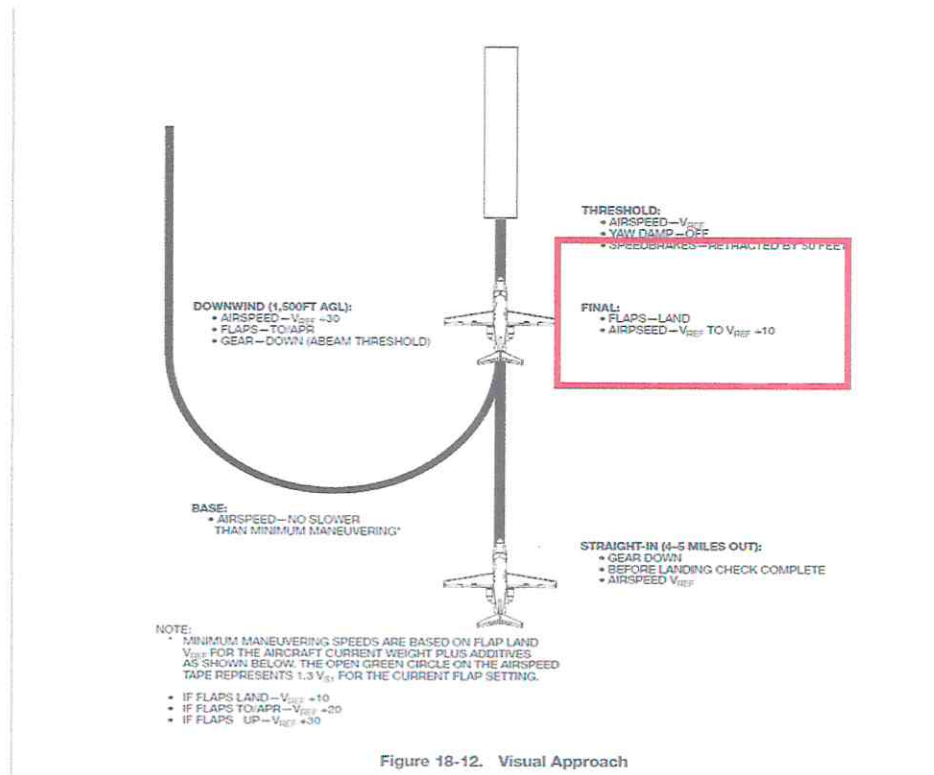 THRESHOLD:
• AIRSPEED—VREF
• YAW DAMP—OFF
• SPEEDBRAKES—RETRACTED BY 50 FEET
DOWNWIND (1,500FT AGL):
• AIRSPEED—VREF +30
• FLAPS—TO/APR
• GEAR—DOWN (ABEAM THRESHOLD)
FINAL:
• FLAPS—LAND
• AIRPSEED—VREF TO VREF +10
BASE:
• AIRSPEED—NO SLOWER
THAN MINIMUM MANEUVERING*
STRAIGHT-IN (4–5 MILES OUT):
• GEAR DOWN
• BEFORE LANDING CHECK COMPLETE
• AIRSPEED VREF
NOTE:
* MINIMUM MANEUVERING SPEEDS ARE BASED ON FLAP LAND
VREF FOR THE AIRCRAFT CURRENT WEIGHT PLUS ADDITIVES
AS SHOWN BELOW. THE OPEN GREEN CIRCLE ON THE AIRSPEED
TAPE REPRESENTS 1.3 VS1 FOR THE CURRENT FLAP SETTING.
• IF FLAPS LAND—VREF +10
• IF FLAPS TO/APR—VREF +20
• IF FLAPS UP—VREF +30
Figure 18-12. Visual Approach